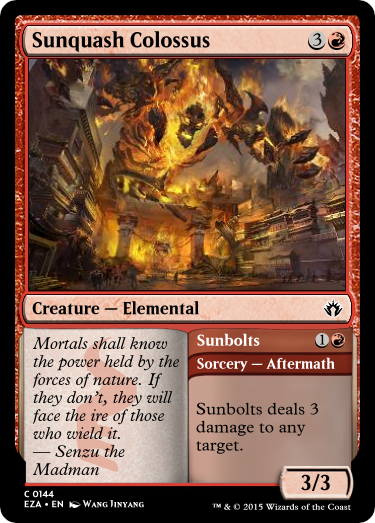 Sunquash Colossus
3
Creature — Elemental
Mortals shall know
the power held by the
forces of nature. If
they don't, they will
face the ire of those
who wield it.
— Senzu the
Madman
Sunbolts
1
Sorcery — Aftermath
Sunbolts deals 3
damage to any
target.
3/3
C 0144
EZA • EN Wang Jinyang
™ & © 2015 Wizards of the Coast